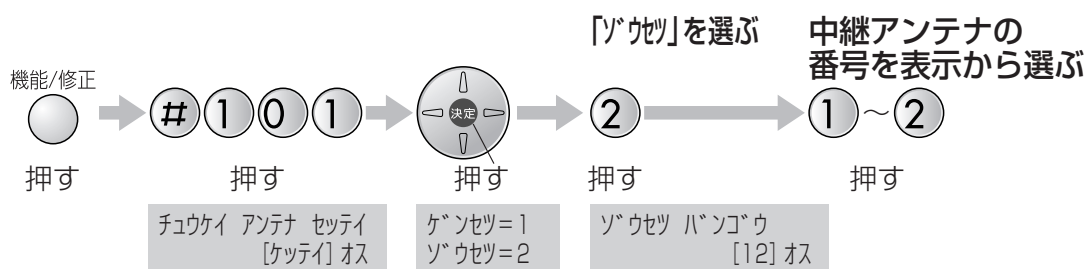 「ゾウセツ」を選ぶ
中継アンテナの
番号を表示から選ぶ
機能/修正
#101
決定
2
1～2
押す
押す
押す
押す
押す
チュウケイ アンテナ セッテイ
[ケッテイ] オス
ゲンセツ=1
ゾウセツ=2
ゾウセツ バンゴウ
[12] オス